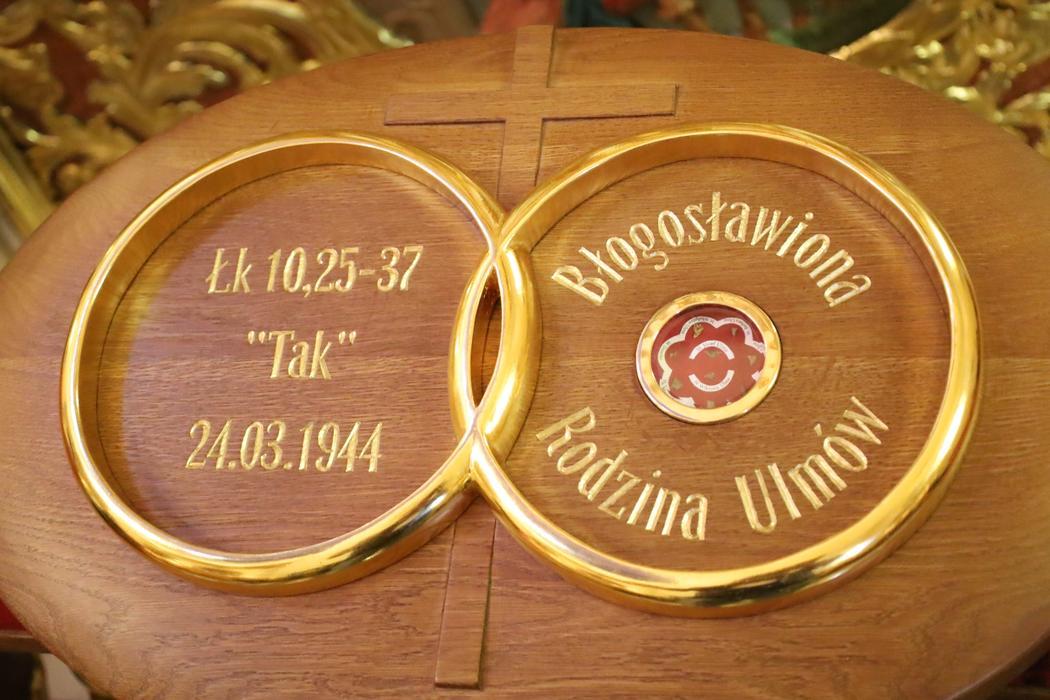 Łk 10,25-37
"Tak"
24.03.1944
Błogosławiona
Rodzina Ulmów